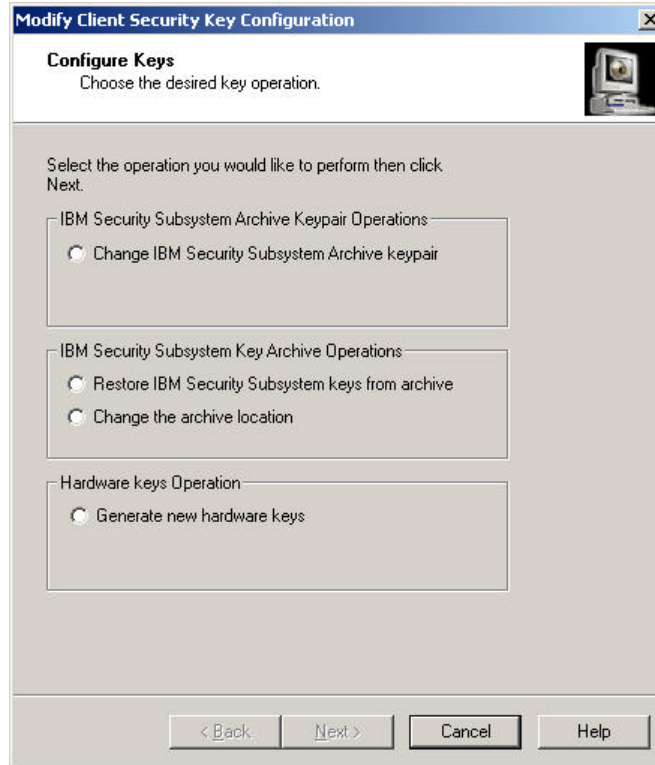 Modify Client Security Key Configuration
Configure Keys
Choose the desired key operation.
Select the operation you would like to perform then click
Next.
IBM Security Subsystem Archive Keypair Operations
Change IBM Security Subsystem Archive keypair
IBM Security Subsystem Key Archive Operations
Restore IBM Security Subsystem keys from archive
Change the archive location
Hardware keys Operation
Generate new hardware keys
< Back Next > Cancel Help